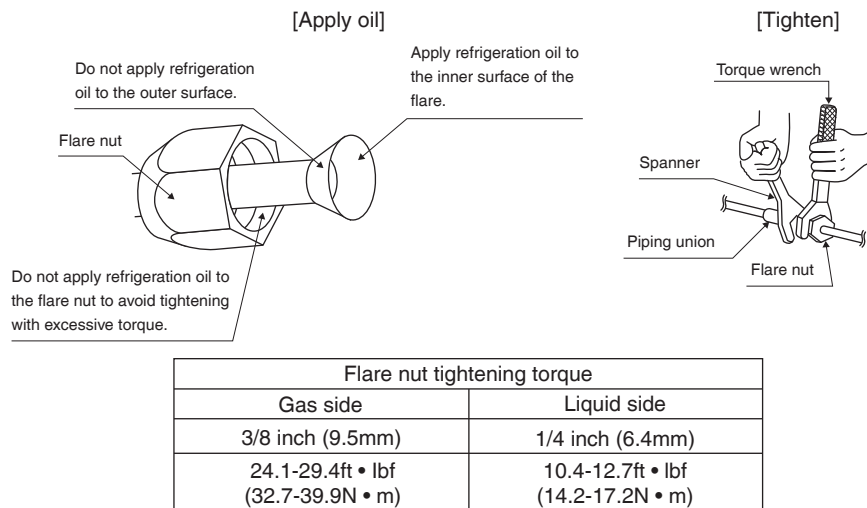 [Apply oil]
Do not apply refrigeration
oil to the outer surface.
Apply refrigeration oil to
the inner surface of the
flare.
Flare nut
Do not apply refrigeration oil to
the flare nut to avoid tightening
with excessive torque.
[Tighten]
Torque wrench
Spanner
Piping union
Flare nut
Flare nut tightening torque
Gas side
Liquid side
3/8 inch (9.5mm)
1/4 inch (6.4mm)
24.1-29.4ft • lbf
(32.7-39.9N • m)
10.4-12.7ft • lbf
(14.2-17.2N • m)